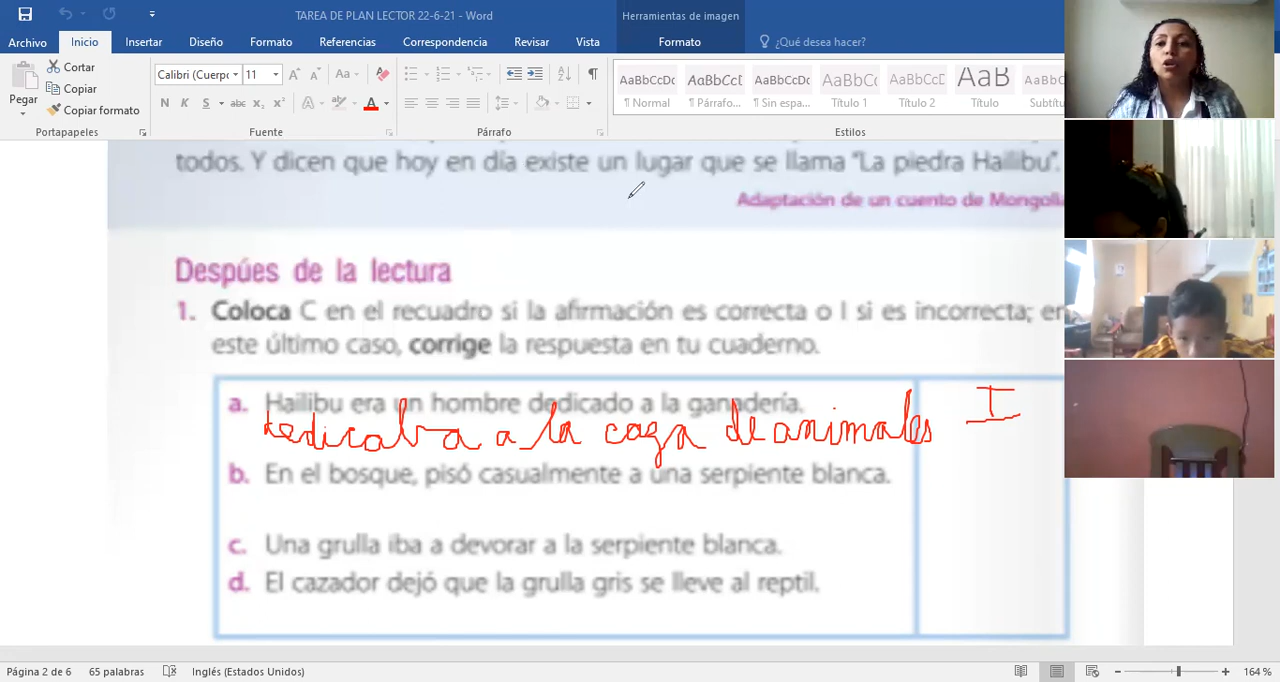 TAREA DE PLAN LECTOR 22-6-21 - Word
Herramientas de imagen
Archivo Inicio Insertar Diseño Formato Referencias Correspondencia Revisar Vista Formato ¿Qué desea hacer?
Pegar
Cortar
Copiar
Copiar formato
Calibri (Cuerpo 11
N K S abc x₂ x² A A
AaBbCcDc AaBbCcL AaBbCcDc AaBbC AaBbCcD AaB AaBbC
¶ Normal ¶ Párrafo... ¶ Sin espa... Título 1 Título 2 Título Subtítu
Portapapeles Fuente Párrafo Estilos
todos. Y dicen que hoy en día existe un lugar que se llama "La piedra Hailibu".
Adaptación de un cuento de Mongolia
Despúes de la lectura
1. Coloca C en el recuadro si la afirmación es correcta o I si es incorrecta; en
este último caso, corrige la respuesta en tu cuaderno.
a. Hailibu era un hombre dedicado a la ganadería. I
dedicaba a la caza de animales
b. En el bosque, pisó casualmente a una serpiente blanca.
c. Una grulla iba a devorar a la serpiente blanca.
d. El cazador dejó que la grulla gris se lleve al reptil.
Página 2 de 6 65 palabras Inglés (Estados Unidos) 164 %